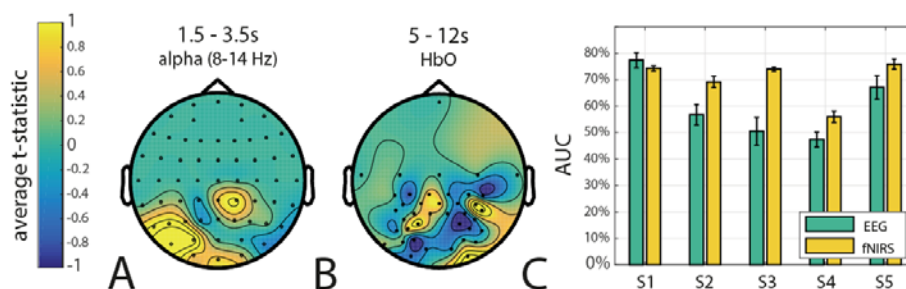 average t-statistic
1
0.8
0.6
0.4
0.2
0
-0.2
-0.4
0.6
-0.8
-1
A
1.5 - 3.5s
alpha (8-14 Hz)
B
5 - 12s
HbO
C
AUC
80%
70%
60%
50%
40%
30%
20%
10%
0%
S1 S2 S3 S4 S5
EEG
fNIRS